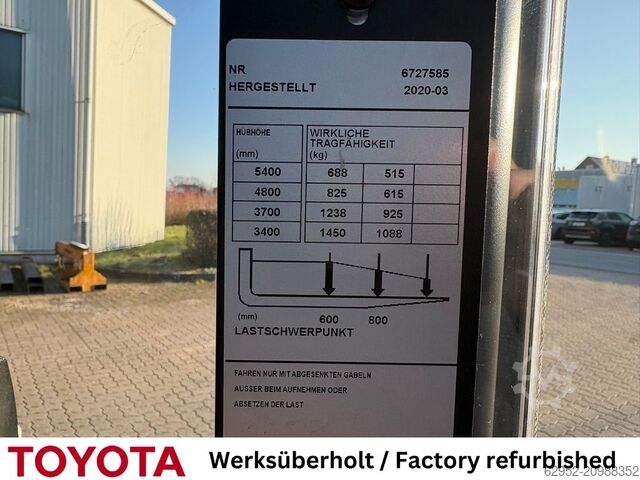 NR 6727585
HERGESTELLT 2020-03
HUBHÖHE
(mm)
WIRKLICHE
TRAGFÄHIGKEIT
(kg)
5400 688 515
4800 825 615
3700 1238 925
3400 1450 1088
(mm) 600 800
LASTSCHWERPUNKT
FAHREN NUR MIT ABGESENKTEN GABELN
AUSSER BEIM AUFNEHMEN ODER
ABSETZEN DER LAST
TOYOTA Werksüberholt / Factory refurbished
62952-20988352